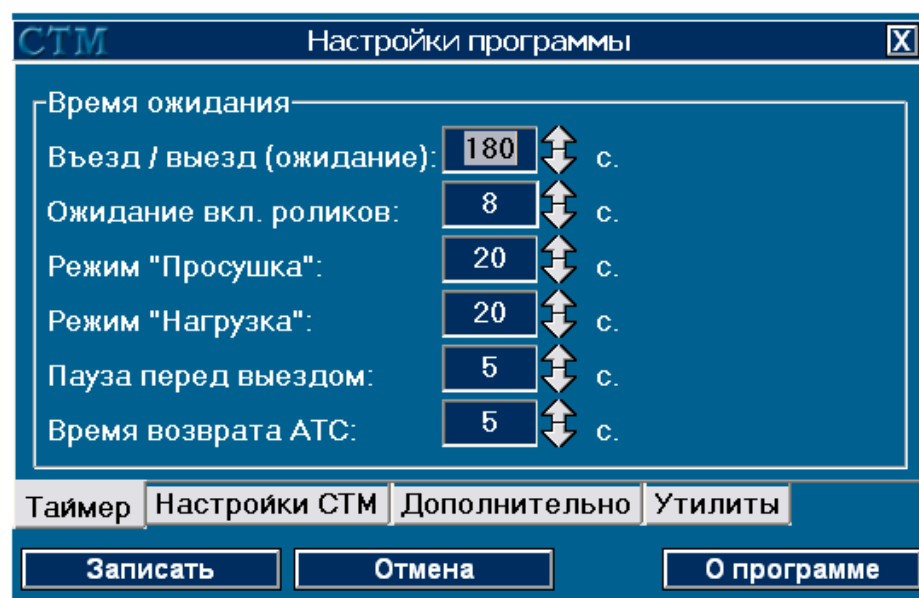 СТМ Настройки программы X
Время ожидания
Въезд / выезд (ожидание): 180 с.
Ожидание вкл. роликов: 8 с.
Режим "Просушка": 20 с.
Режим "Нагрузка": 20 с.
Пауза перед выездом: 5 с.
Время возврата АТС: 5 с.
Таймер Настройки СТМ Дополнительно Утилиты
Записать Отмена О программе